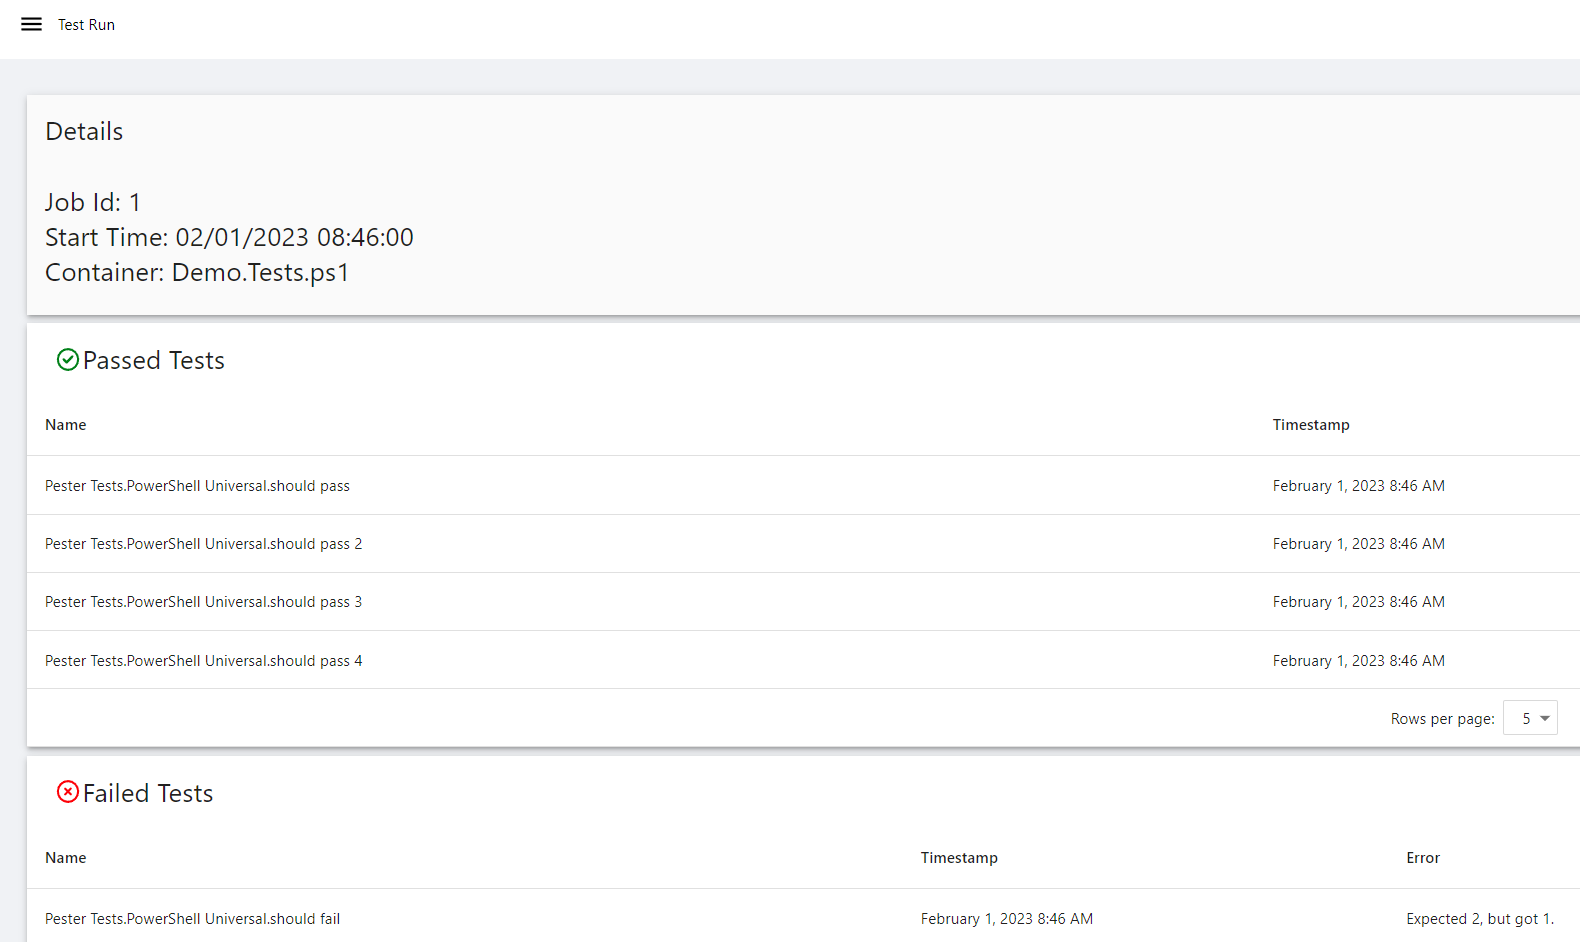 Test Run
Details
Job Id: 1
Start Time: 02/01/2023 08:46:00
Container: Demo.Tests.ps1
Passed Tests
Name Timestamp
Pester Tests.PowerShell Universal.should pass February 1, 2023 8:46 AM
Pester Tests.PowerShell Universal.should pass 2 February 1, 2023 8:46 AM
Pester Tests.PowerShell Universal.should pass 3 February 1, 2023 8:46 AM
Pester Tests.PowerShell Universal.should pass 4 February 1, 2023 8:46 AM
Rows per page: 5
Failed Tests
Name Timestamp Error
Pester Tests.PowerShell Universal.should fail February 1, 2023 8:46 AM Expected 2, but got 1.